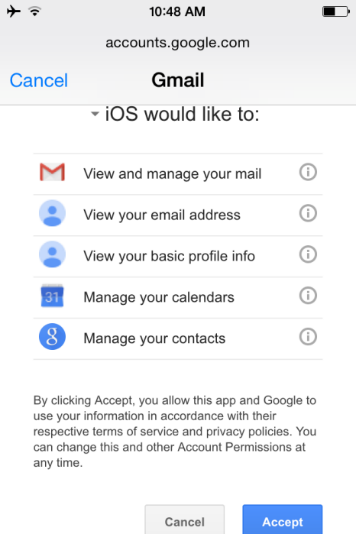 10:48 AM
accounts.google.com
Cancel Gmail
iOS would like to:
View and manage your mail
View your email address
View your basic profile info
31 Manage your calendars
8 Manage your contacts
By clicking Accept, you allow this app and Google to
use your information in accordance with their
respective terms of service and privacy policies. You
can change this and other Account Permissions at
any time.
Cancel Accept